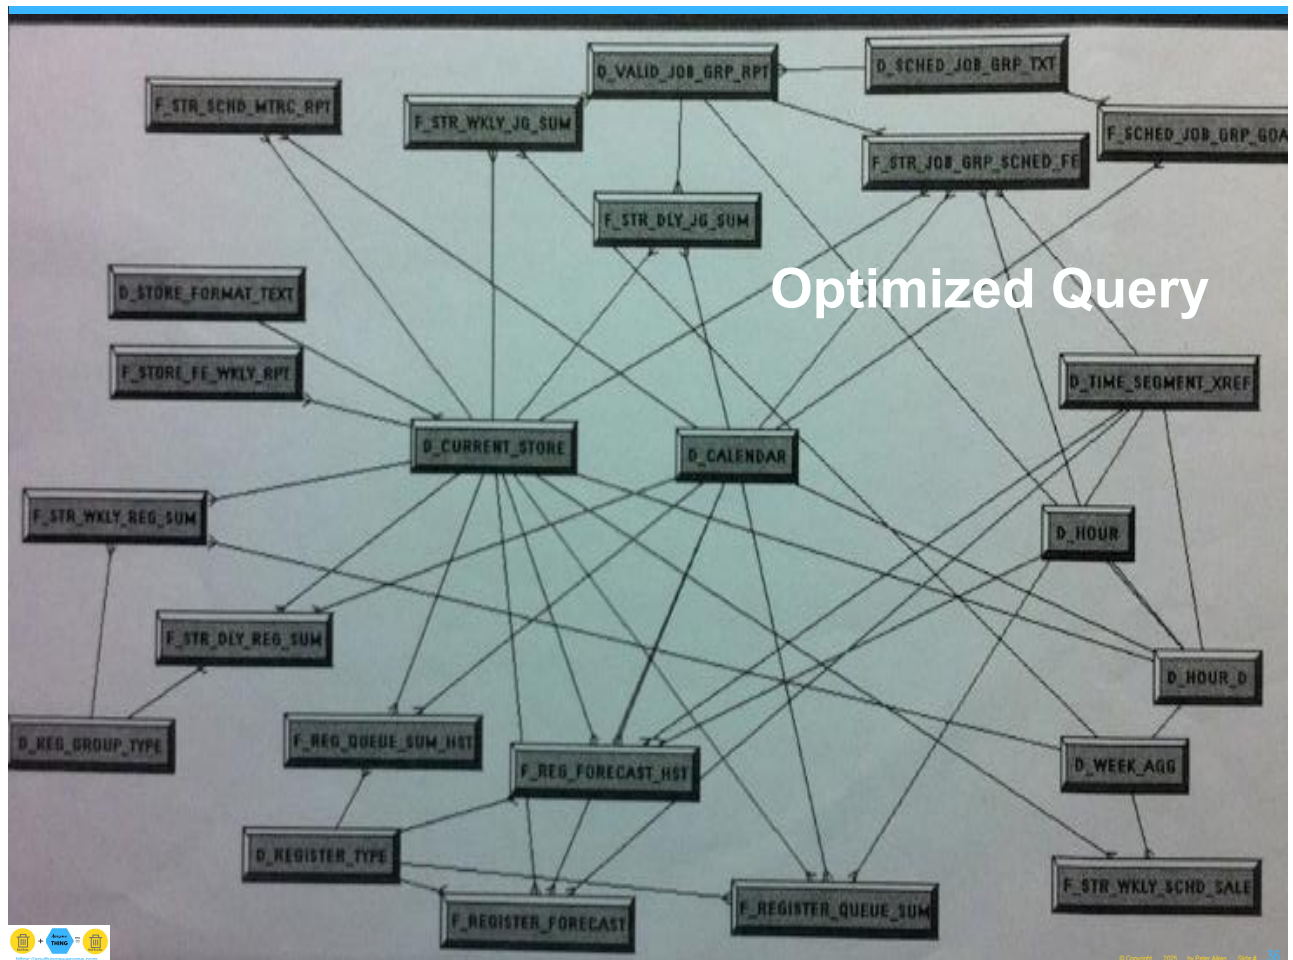 D_VALID_JOB_GRP_RPT
D_SCHED_JOB_GRP_TXT
F_STR_SCHD_MTRC_RPT
F_STR_WKLY_JG_SUM
F_SCHED_JOB_GRP_GOA
F_STR_JOB_GRP_SCHED_FE
F_STR_DLY_JG_SUM
Optimized Query
D_STORE_FORMAT_TEXT
F_STORE_FE_WKLY_RPT
D_TIME_SEGMENT_XREF
D_CURRENT_STORE
D_CALENDAR
F_STR_WKLY_REG_SUM
D_HOUR
F_STR_DLY_REG_SUM
D_HOUR_D
D_REG_GROUP_TYPE
F_REG_QUEUE_SUM_HST
F_REG_FORECAST_HST
D_WEEK_AGG
D_REGISTER_TYPE
F_STR_WKLY_SCHD_SALE
F_REGISTER_FORECAST
F_REGISTER_QUEUE_SUM
THING